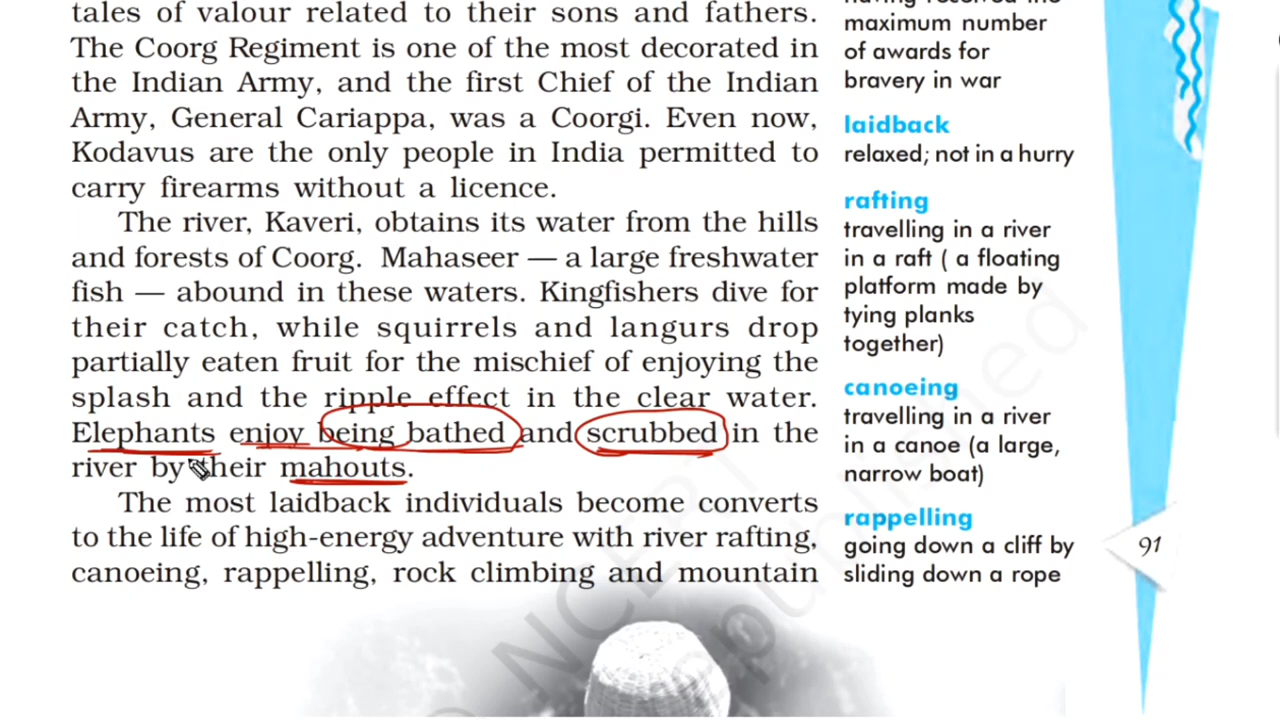 tales of valour related to their sons and fathers.
The Coorg Regiment is one of the most decorated in
the Indian Army, and the first Chief of the Indian
Army, General Cariappa, was a Coorgi. Even now,
Kodavus are the only people in India permitted to
carry firearms without a licence.
The river, Kaveri, obtains its water from the hills
and forests of Coorg. Mahaseer — a large freshwater
fish — abound in these waters. Kingfishers dive for
their catch, while squirrels and langurs drop
partially eaten fruit for the mischief of enjoying the
splash and the ripple effect in the clear water.
Elephants enjoy being bathed and scrubbed in the
river by their mahouts.
The most laidback individuals become converts
to the life of high-energy adventure with river rafting,
canoeing, rappelling, rock climbing and mountain
having received the
maximum number
of awards for
bravery in war
laidback
relaxed; not in a hurry
rafting
travelling in a river
in a raft ( a floating
platform made by
tying planks
together)
canoeing
travelling in a river
in a canoe (a large,
narrow boat)
rappelling
going down a cliff by
sliding down a rope
91
© NCERT
published